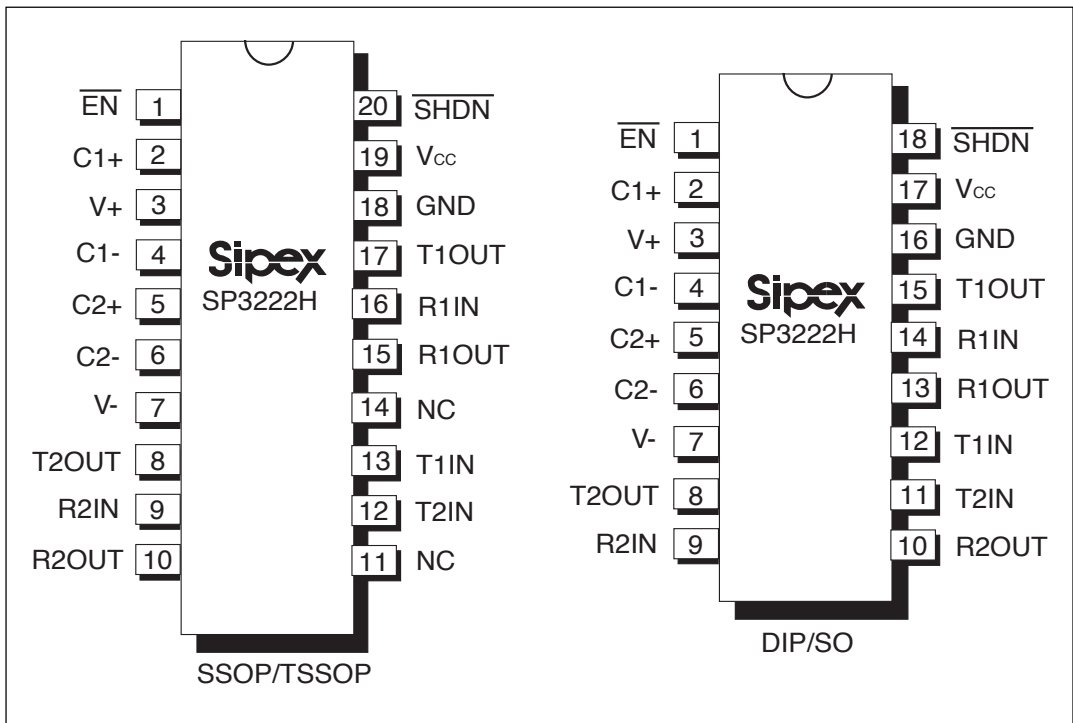 EN 1 20 SHDN
C1+ 2 19 Vcc
V+ 3 18 GND
C1- 4 17 T1OUT
C2+ 5 16 R1IN
C2- 6 15 R1OUT
V- 7 14 NC
T2OUT 8 13 T1IN
R2IN 9 12 T2IN
R2OUT 10 11 NC
Sipex
SP3222H
SSOP/TSSOP
EN 1 18 SHDN
C1+ 2 17 Vcc
V+ 3 16 GND
C1- 4 15 T1OUT
C2+ 5 14 R1IN
C2- 6 13 R1OUT
V- 7 12 T1IN
T2OUT 8 11 T2IN
R2IN 9 10 R2OUT
Sipex
SP3222H
DIP/SO